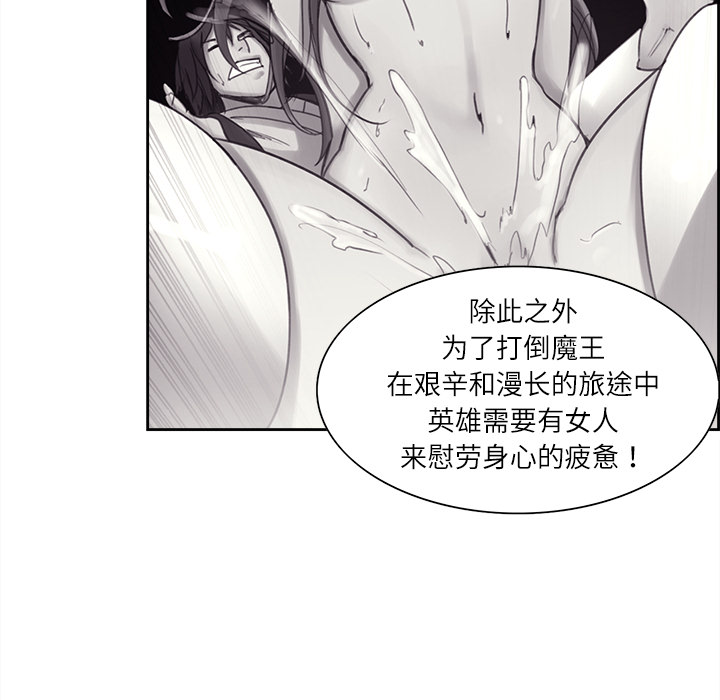 除此之外
为了打倒魔王
在艰辛和漫长的旅途中
英雄需要有女人
来慰劳身心的疲惫！